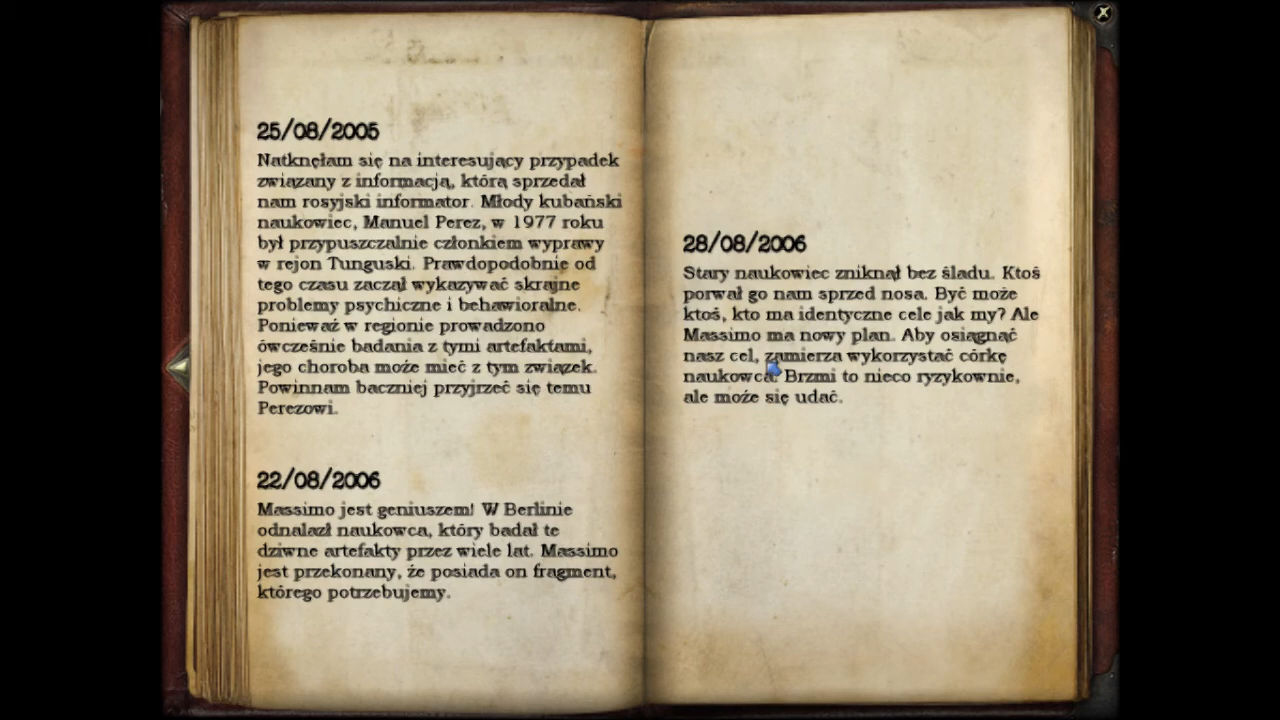 25/08/2005
Natknęłam się na interesujący przypadek
związany z informacją, którą sprzedał
nam rosyjski informator. Młody kubański
naukowiec, Manuel Perez, w 1977 roku
był przypuszczalnie członkiem wyprawy
w rejon Tunguski. Prawdopodobnie od
tego czasu zaczął wykazywać skrajne
problemy psychiczne i behawioralne.
Ponieważ w regionie prowadzono
ówcześnie badania z tymi artefaktami,
jego choroba może mieć z tym związek.
Powinnam baczniej przyjrzeć się temu
Perezowi.
22/08/2006
Massimo jest geniuszem! W Berlinie
odnalazł naukowca, który badał te
dziwne artefakty przez wiele lat. Massimo
jest przekonany, że posiada on fragment,
którego potrzebujemy.
28/08/2006
Stary naukowiec zniknął bez śladu. Ktoś
porwał go nam sprzed nosa. Być może
ktoś, kto ma identyczne cele jak my? Ale
Massimo ma nowy plan. Aby osiągnąć
nasz cel, zamierza wykorzystać córkę
naukowca. Brzmi to nieco ryzykownie,
ale może się udać.